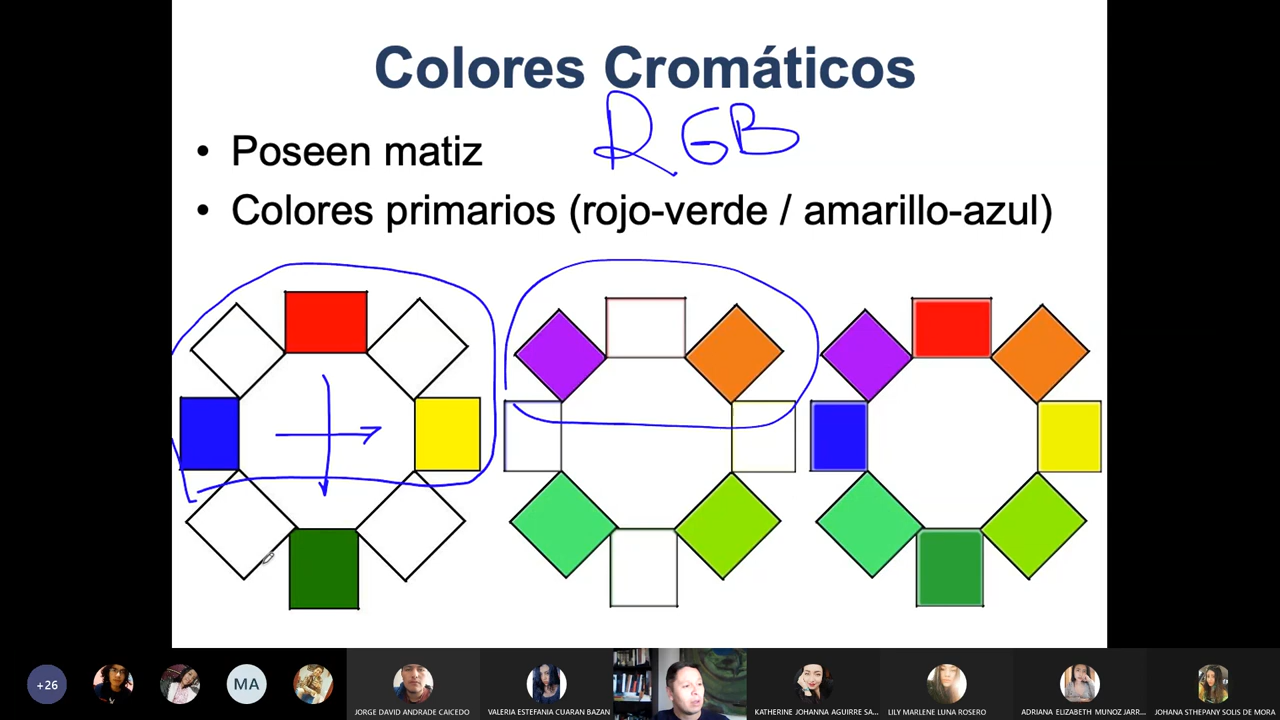 Colores Cromáticos
RGB
• Poseen matiz
• Colores primarios (rojo-verde / amarillo-azul)
+26
MA
JORGE DAVID ANDRADE CAICEDO
VALERIA ESTEFANIA CUARAN BAZAN
KATHERINE JOHANNA AGUIRRE SA...
LILY MARLENE LUNA ROSERO
ADRIANA ELIZABETH MUNOZ JARR...
JOHANA STHEPANY SOLIS DE MORA